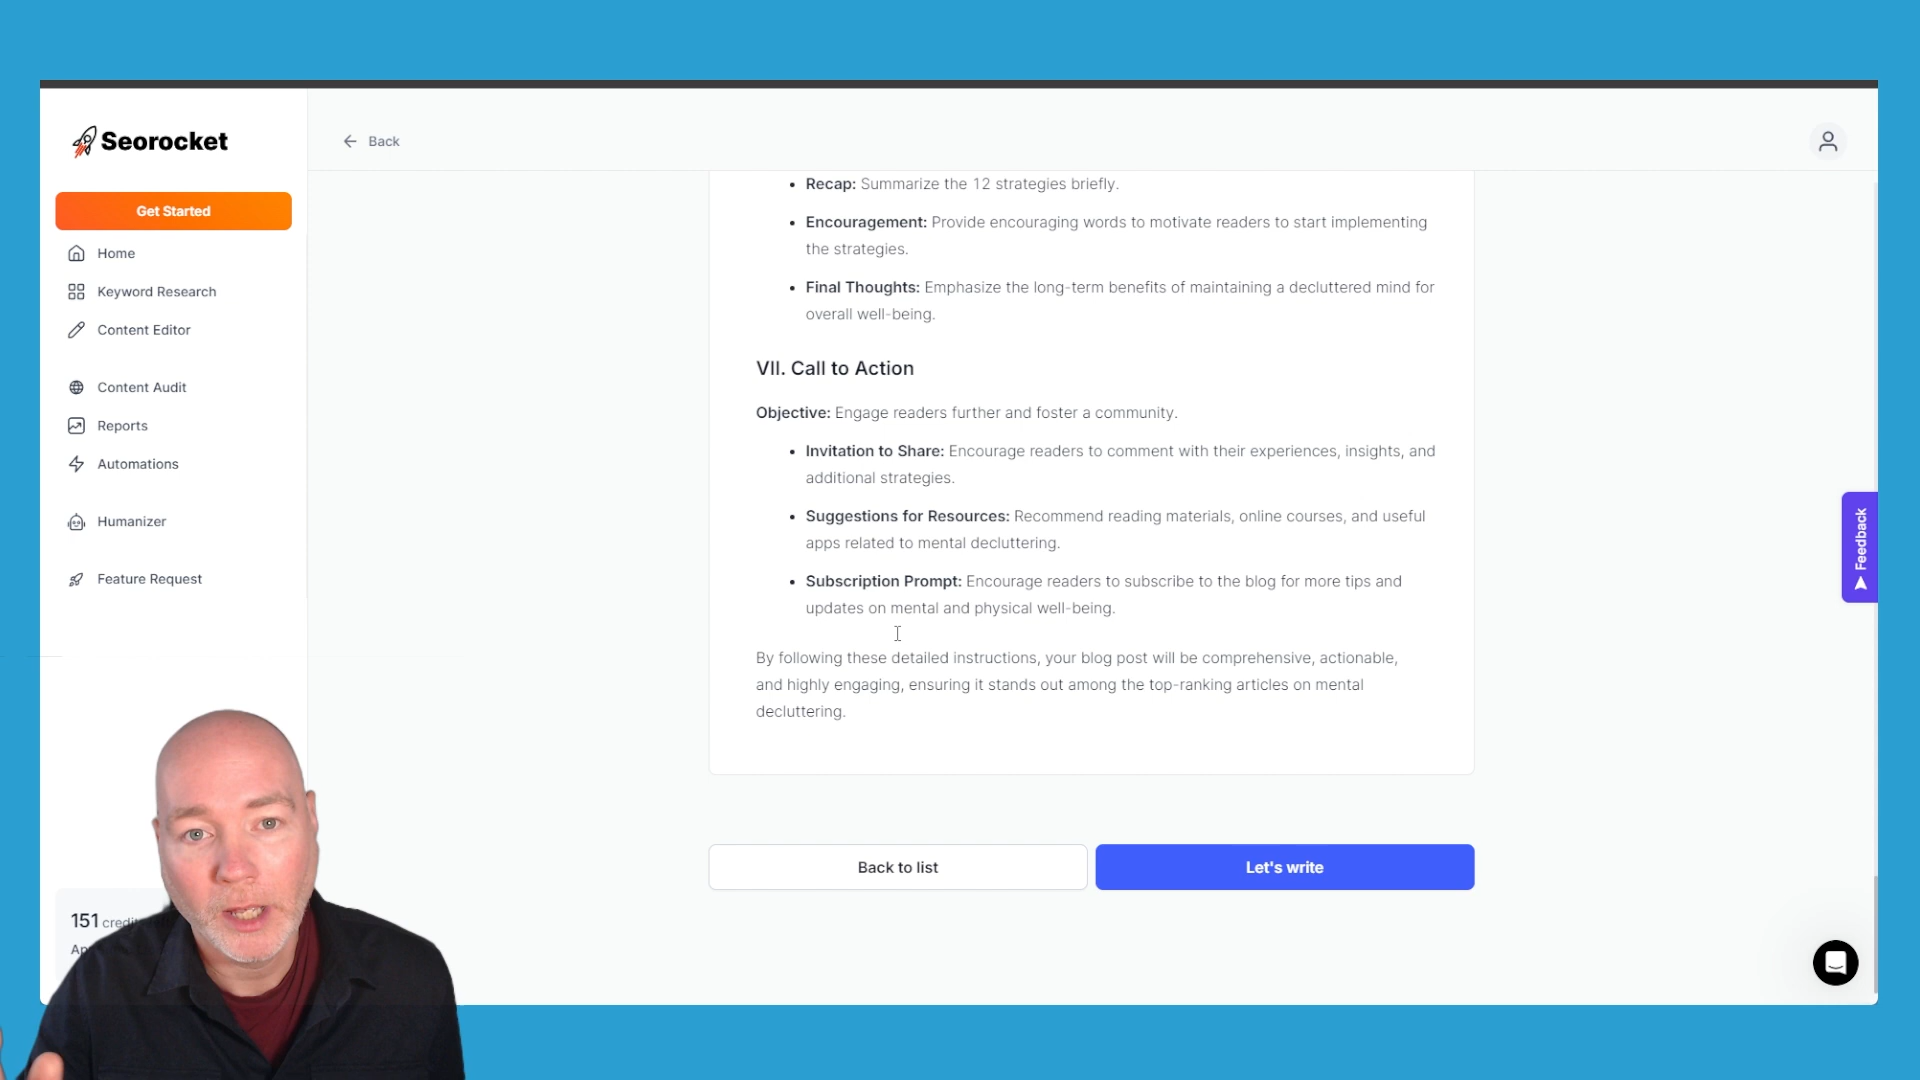 Seorocket
Back
Get Started
Home
Keyword Research
Content Editor
Content Audit
Reports
Automations
Humanizer
Feature Request
151
Recap: Summarize the 12 strategies briefly.
Encouragement: Provide encouraging words to motivate readers to start implementing
the strategies.
Final Thoughts: Emphasize the long-term benefits of maintaining a decluttered mind for
overall well-being.
VII. Call to Action
Objective: Engage readers further and foster a community.
Invitation to Share: Encourage readers to comment with their experiences, insights, and
additional strategies.
Suggestions for Resources: Recommend reading materials, online courses, and useful
apps related to mental decluttering.
Subscription Prompt: Encourage readers to subscribe to the blog for more tips and
updates on mental and physical well-being.
By following these detailed instructions, your blog post will be comprehensive, actionable,
and highly engaging, ensuring it stands out among the top-ranking articles on mental
decluttering.
Back to list
Let's write
Feedback